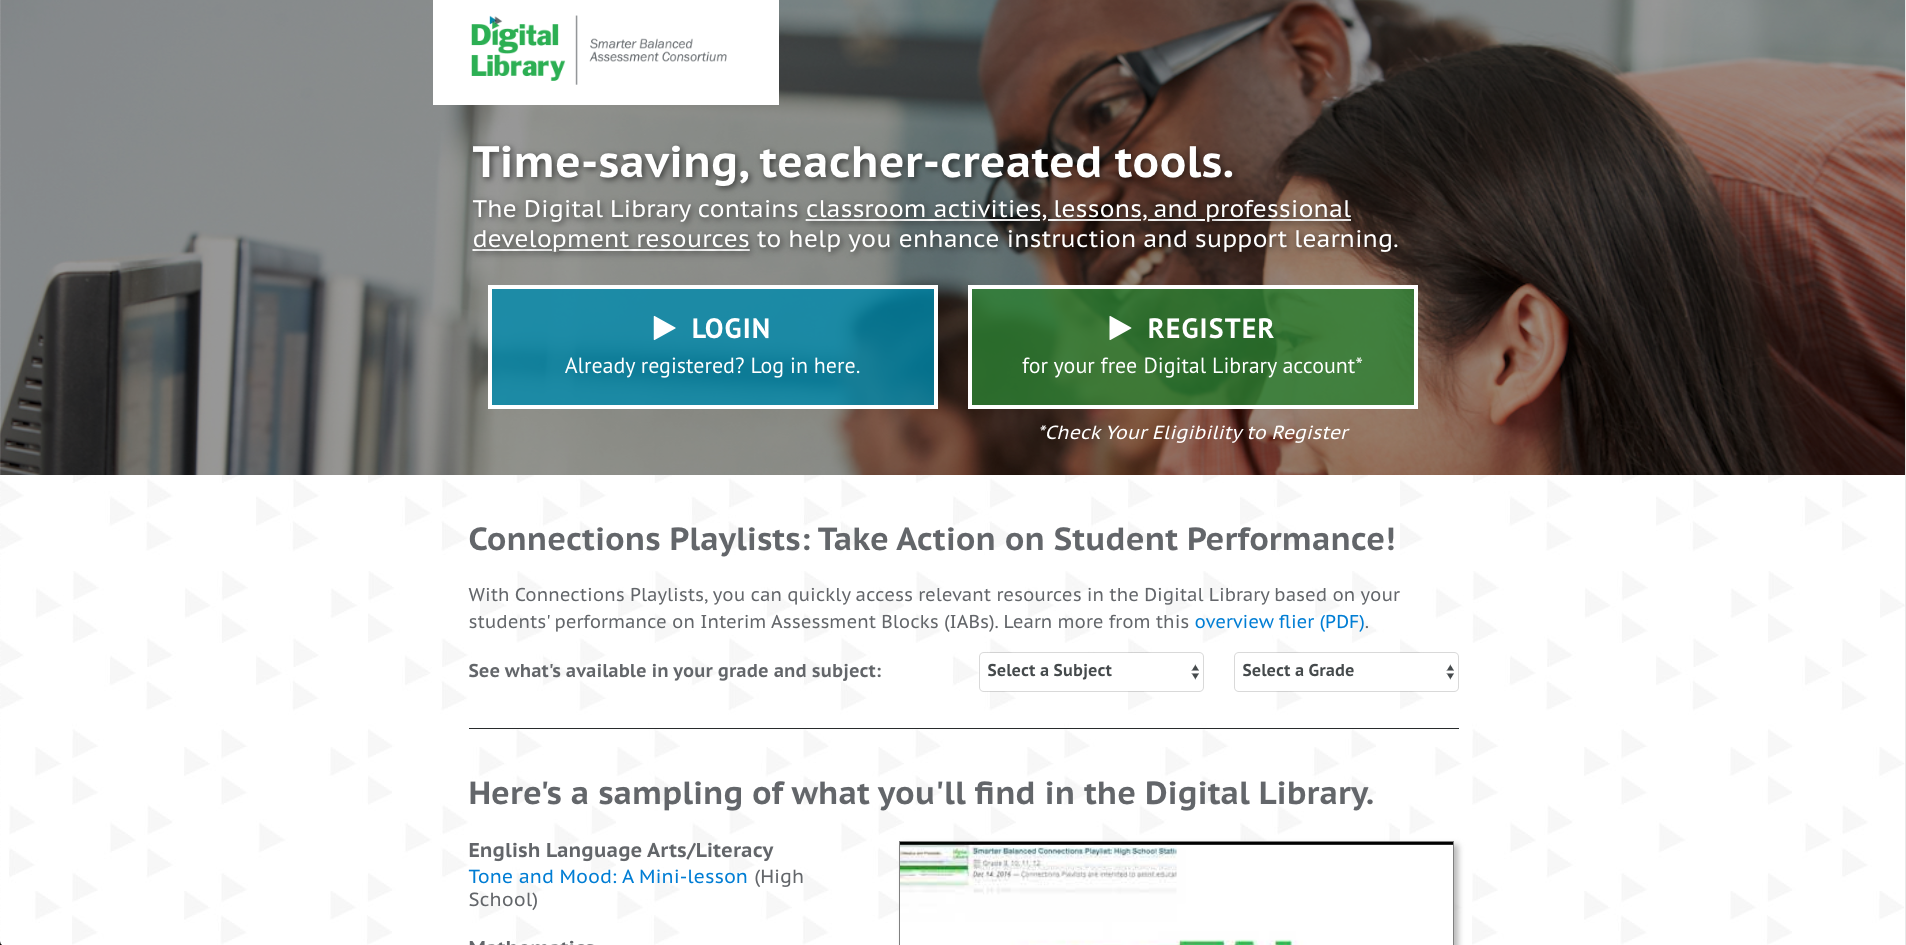 Digital
Library
Smarter Balanced
Assessment Consortium
Time-saving, teacher-created tools.
The Digital Library contains classroom activities, lessons, and professional
development resources to help you enhance instruction and support learning.
LOGIN
Already registered? Log in here.
REGISTER
for your free Digital Library account*
*Check Your Eligibility to Register
Connections Playlists: Take Action on Student Performance!
With Connections Playlists, you can quickly access relevant resources in the Digital Library based on your
students' performance on Interim Assessment Blocks (IABs). Learn more from this overview flier (PDF).
See what's available in your grade and subject:
Select a Subject
Select a Grade
Here's a sampling of what you'll find in the Digital Library.
English Language Arts/Literacy
Tone and Mood: A Mini-lesson (High
School)
Mathematics
Smarter Balanced Connections Playlist: High School Stati
Grade 9, 10, 11, 12
Dec 14, 2016 — Connections Playlists are intended to assist educa